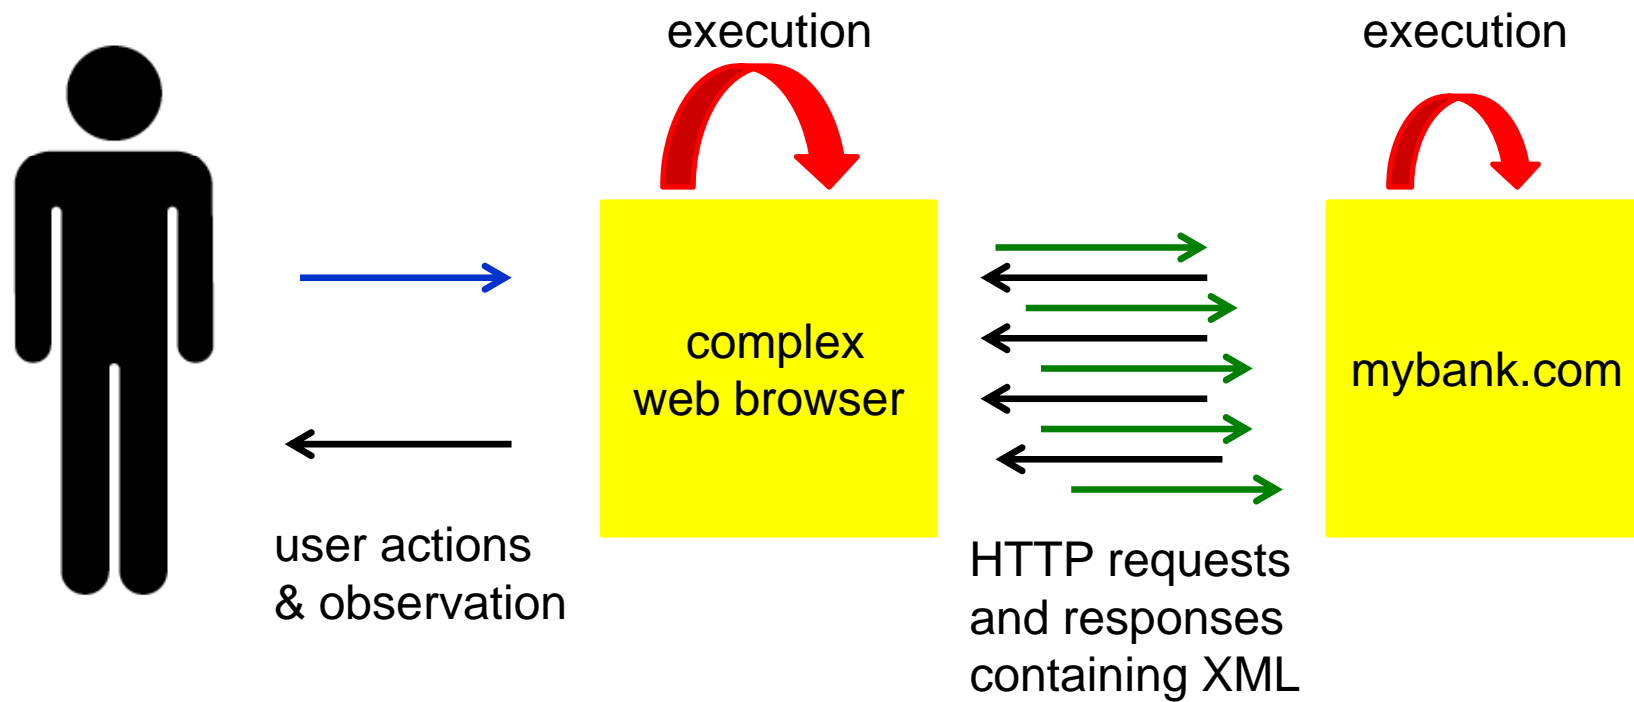 execution
execution
complex
web browser
mybank.com
user actions
& observation
HTTP requests
and responses
containing XML